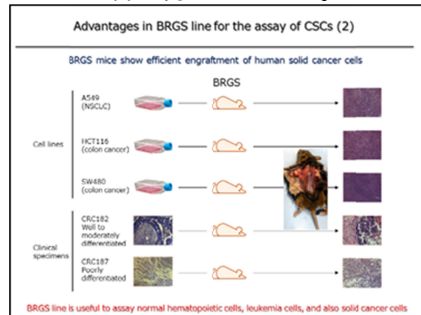 Advantages in BRGS line for the assay of CSCs (2)
BRGS mice show efficient engraftment of human solid cancer cells
BRGS
A549
(NSCLC)
Cell lines
HCT116
(colon cancer)
SW480
(colon cancer)
Clinical
specimens
CRC182
Well to
moderately
differentiated
CRC187
Poorly
differentiated
BRGS line is useful to assay normal hematopoietic cells, leukemia cells, and also solid cancer cells